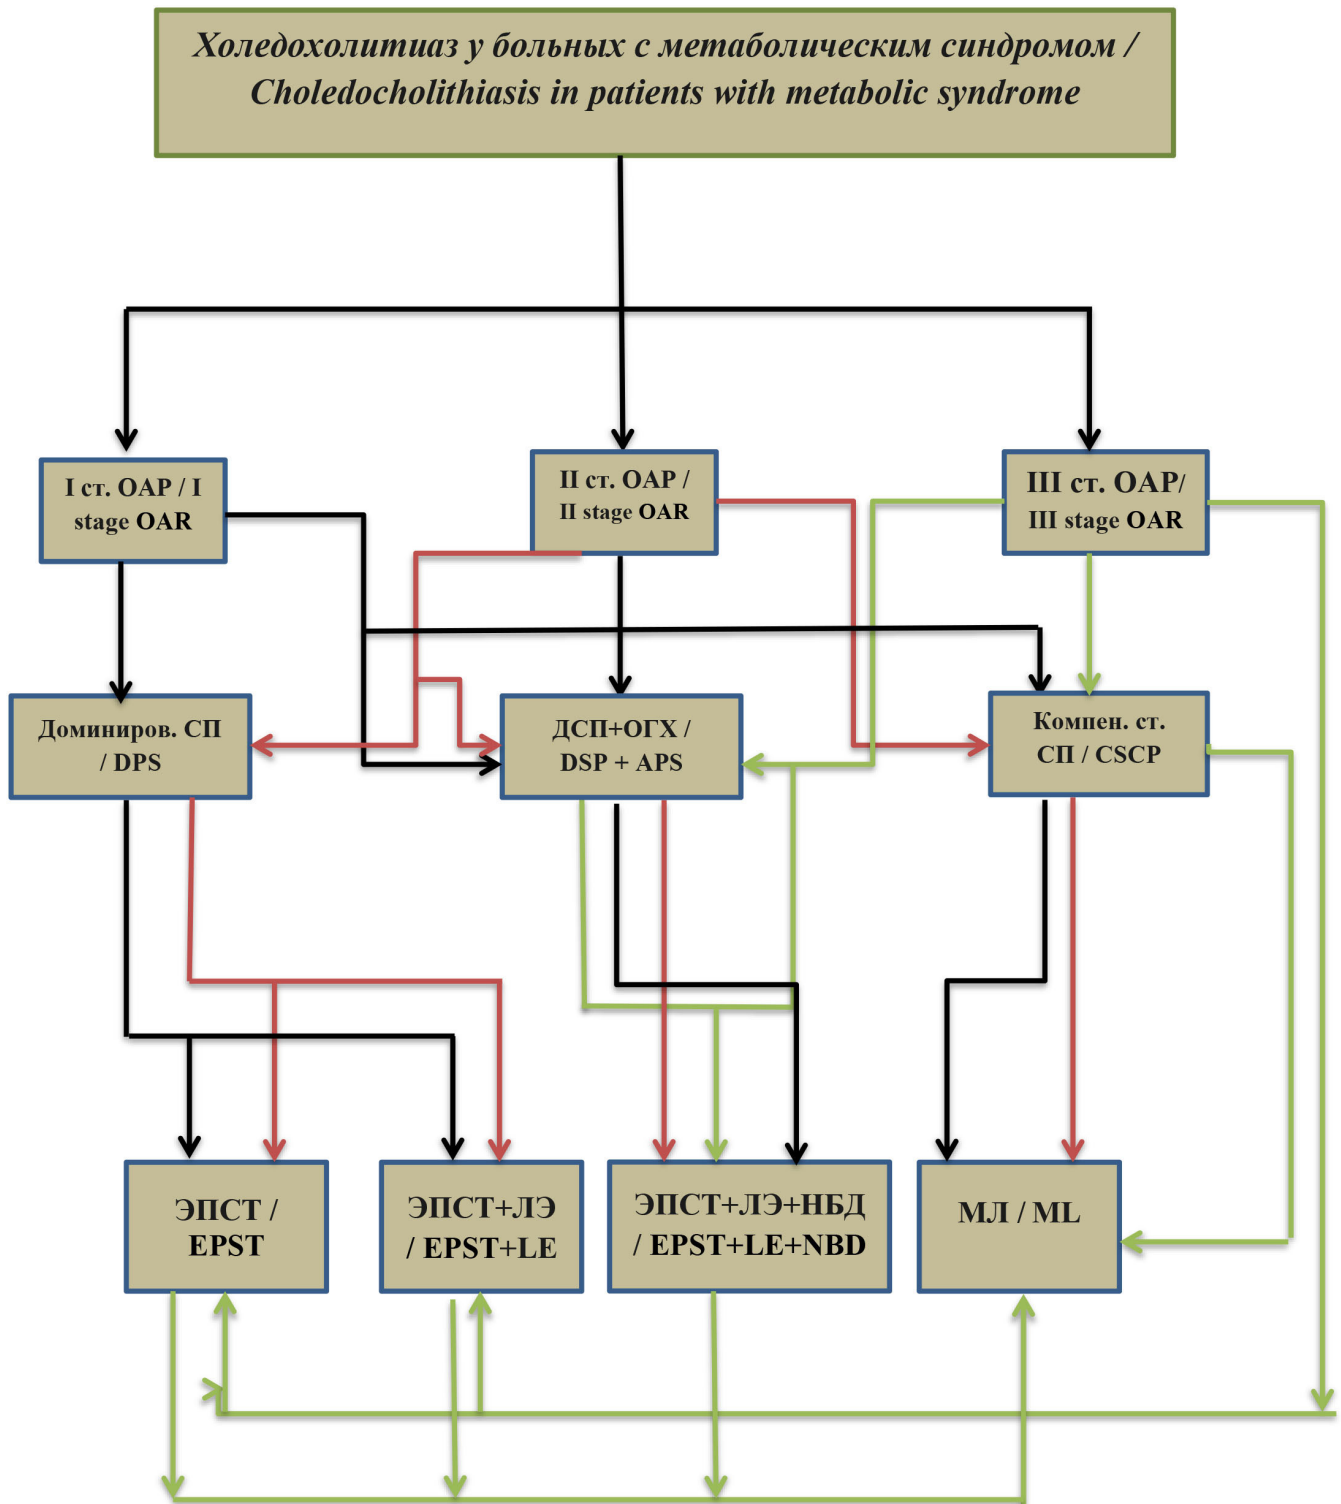 Холедохолитиаз у больных с метаболическим синдромом /
Choledocholithiasis in patients with metabolic syndrome
I ст. ОАР / I
stage OAR
II ст. ОАР /
II stage OAR
III ст. ОАР/
III stage OAR
Доминиров. СП
/ DPS
ДСП+ОГХ /
DSP + APS
Компен. ст.
СП / CSCP
ЭПСТ /
EPST
ЭПСТ+ЛЭ
/ EPST+LE
ЭПСТ+ЛЭ+НБД
/ EPST+LE+NBD
МЛ / ML